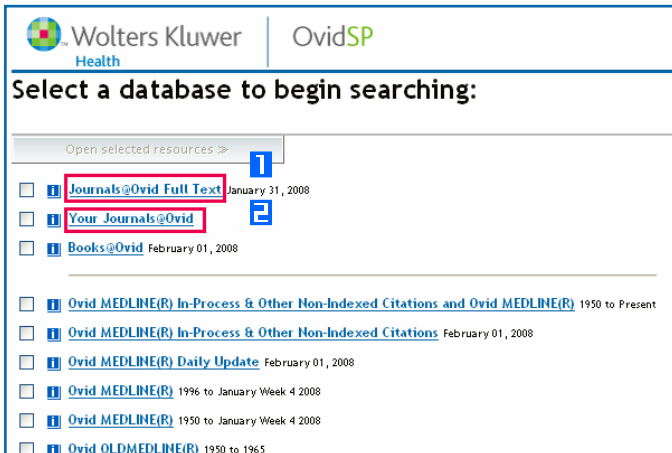 Wolters Kluwer OvidSP
Health
Select a database to begin searching:
Open selected resources >>
1
Journals@Ovid Full Text January 31, 2008
2
Your Journals@Ovid
Books@Ovid February 01, 2008
Ovid MEDLINE(R) In-Process & Other Non-Indexed Citations and Ovid MEDLINE(R) 1950 to Present
Ovid MEDLINE(R) In-Process & Other Non-Indexed Citations February 01, 2008
Ovid MEDLINE(R) Daily Update February 01, 2008
Ovid MEDLINE(R) 1996 to January Week 4 2008
Ovid MEDLINE(R) 1950 to January Week 4 2008
Ovid OLDMEDLINE(R) 1950 to 1965